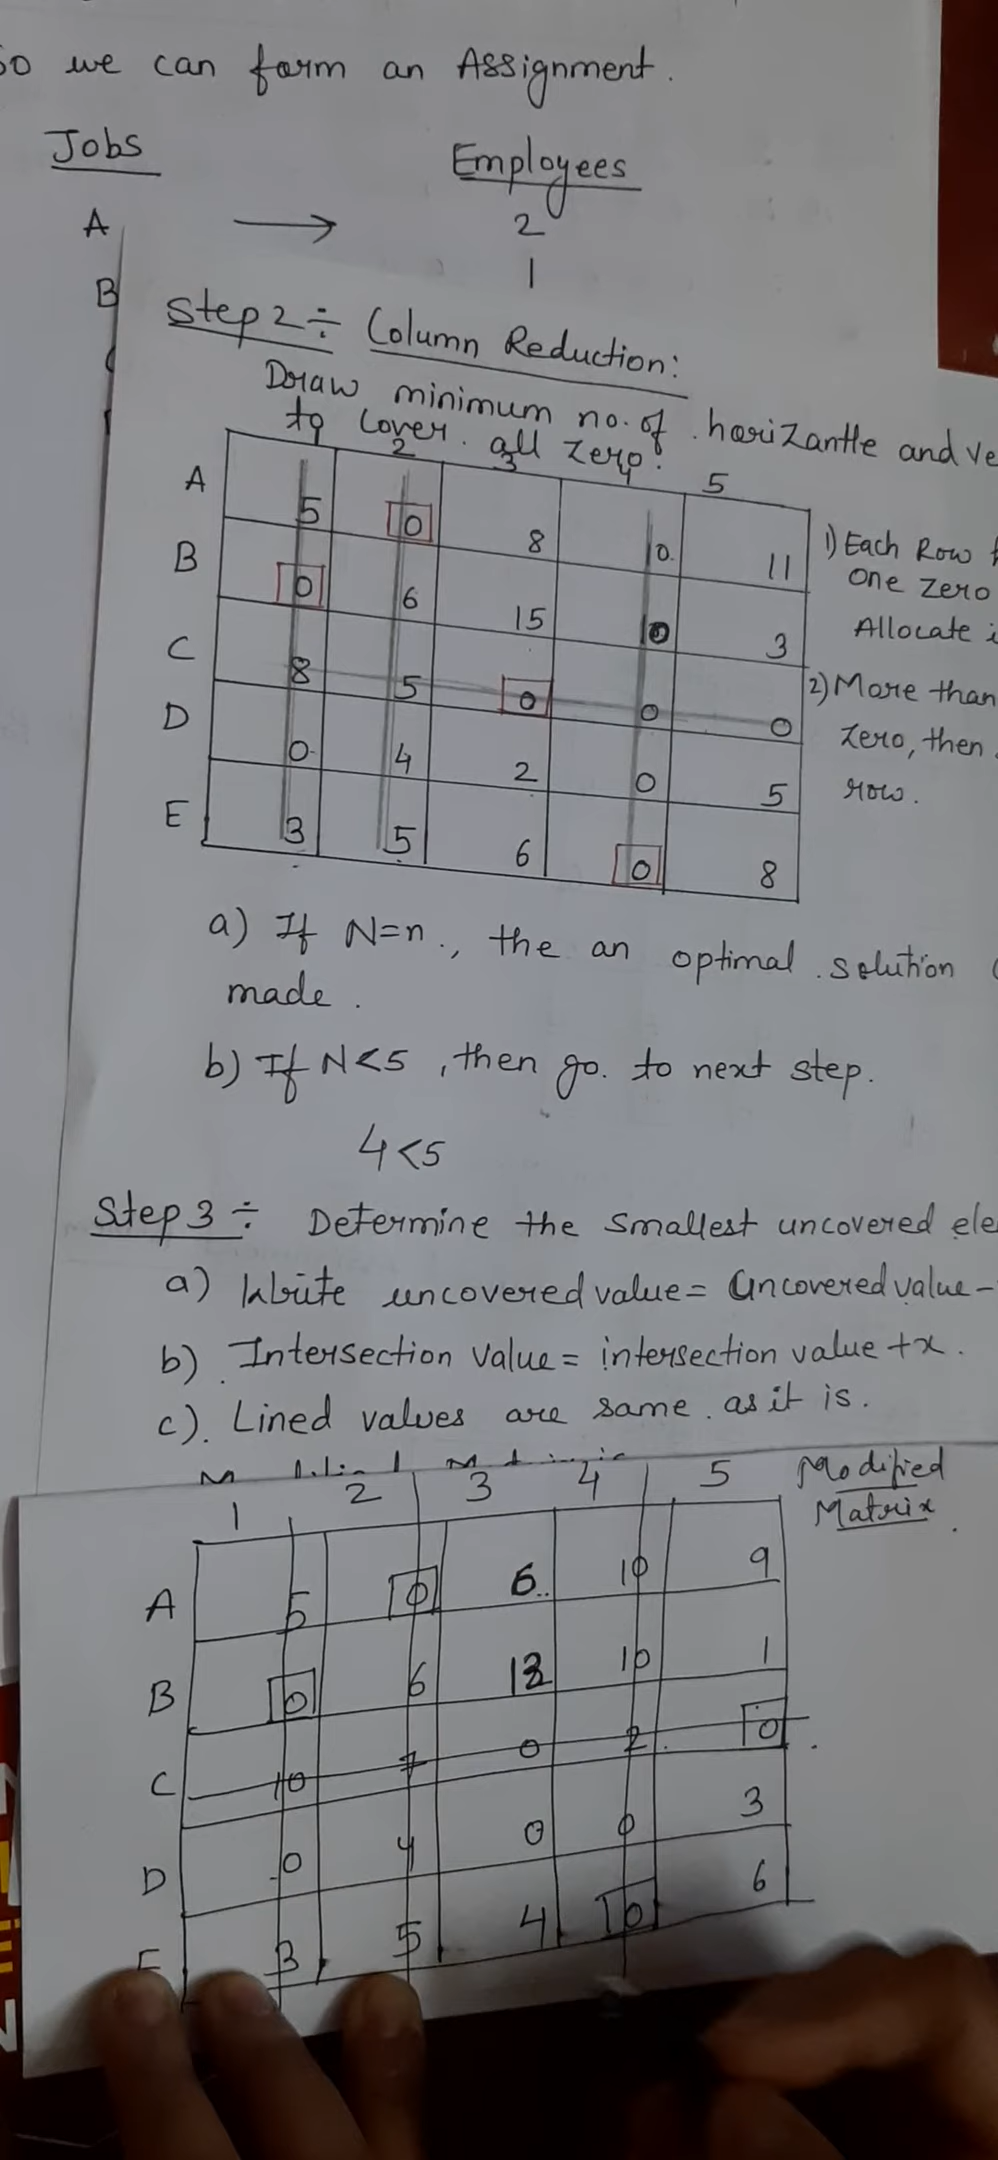 So we can form an Assignment.
Jobs Employees
A → 2
B 1
Step 2 ÷ Column Reduction:
Draw minimum no. of horizantle and ve
to cover all zero.
2 3 5
A 5 0 8 0 11
B 0 6 15 0 3
C 8 5 0 0 0
D 0 4 2 0 5
E 3 5 6 0 8
1) Each Row
one zero
Allocate
2) More than
zero, then
row.
a) If N=n., the an optimal solution
made.
b) If N<5, then go. to next step.
4<5
Step 3 ÷ Determine the smallest uncovered ele
a) Write uncovered value = Uncovered value -
b) Intersection Value = intersection value +x.
c). Lined values are same as it is.
Modified
Matrix.
1 2 3 4 5
A 5 0 6 10 9
B 0 6 13 10 1
C 10 7 0 2 0
D 0 4 0 0 3
E 3 5 4 0 6